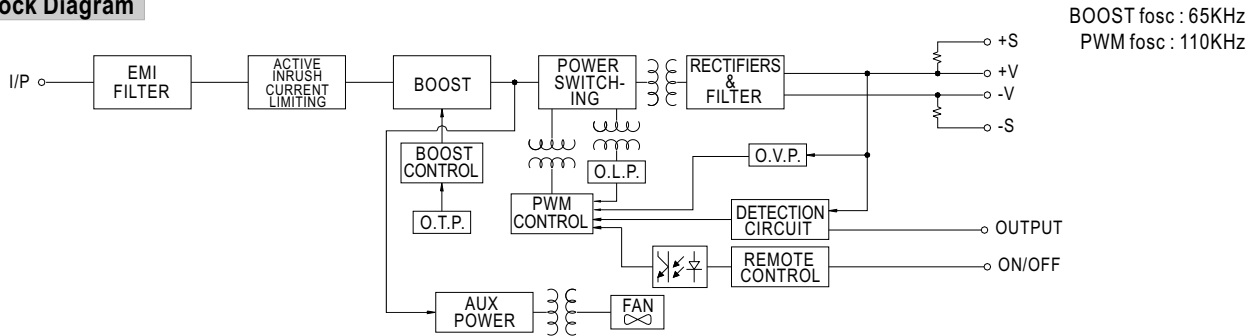 ock Diagram
BOOST fosc : 65KHz
PWM fosc : 110KHz
I/P
EMI
FILTER
ACTIVE
INRUSH
CURRENT
LIMITING
BOOST
POWER
SWITCH-
ING
RECTIFIERS
&
FILTER
+S
+V
-V
-S
BOOST
CONTROL
O.T.P.
O.L.P.
O.V.P.
PWM
CONTROL
DETECTION
CIRCUIT
OUTPUT
REMOTE
CONTROL
ON/OFF
AUX
POWER
FAN